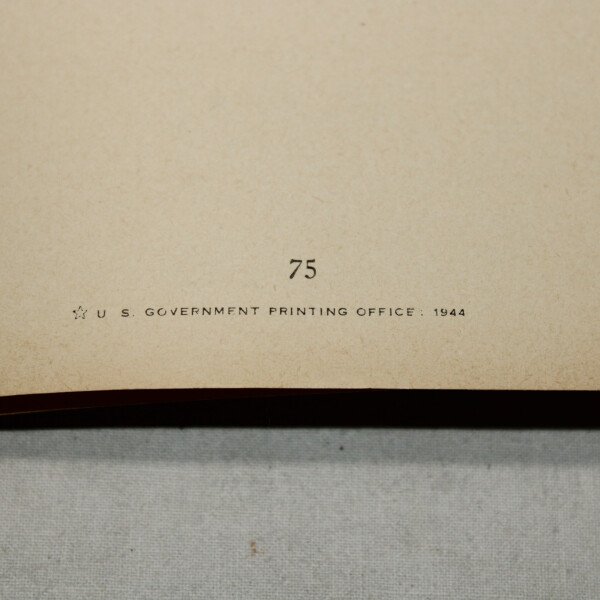 75
☆ U. S. GOVERNMENT PRINTING OFFICE: 1944